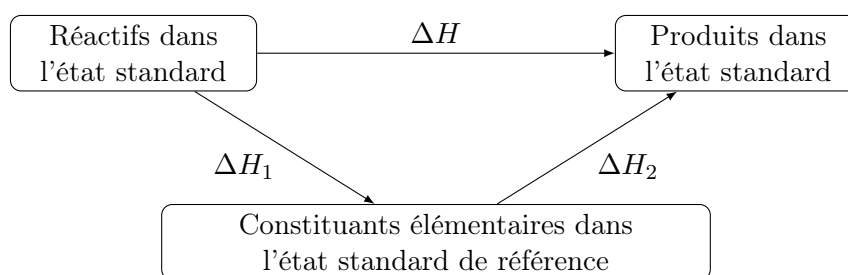 Réactifs dans
l'état standard
ΔH
Produits dans
l'état standard
ΔH₁
ΔH₂
Constituants élémentaires dans
l'état standard de référence